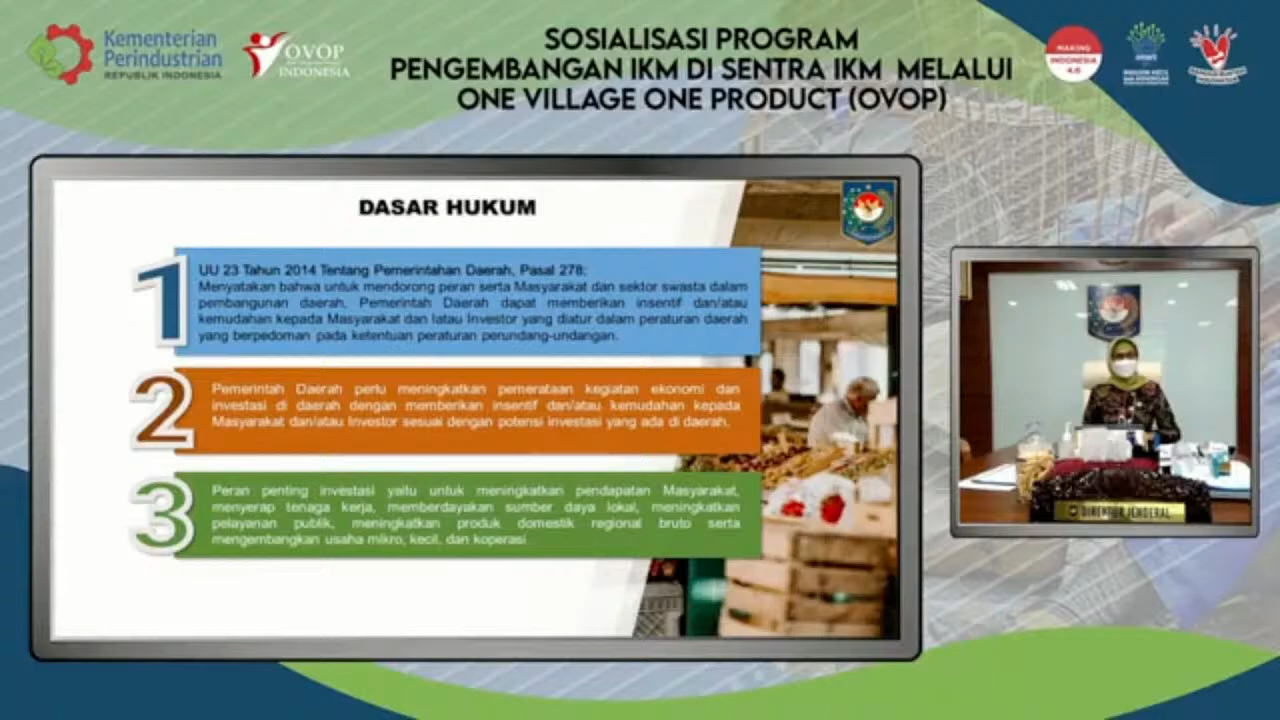 Kementerian
Perindustrian
REPUBLIK INDONESIA
OVOP
INDONESIA
SOSIALISASI PROGRAM
PENGEMBANGAN IKM DI SENTRA IKM MELALUI
ONE VILLAGE ONE PRODUCT (OVOP)
MAKING
INDONESIA
4.0
DASAR HUKUM
1
UU 23 Tahun 2014 Tentang Pemerintahan Daerah, Pasal 278:
Menyatakan bahwa untuk mendorong peran serta Masyarakat dan sektor swasta dalam
pembangunan daerah, Pemerintah Daerah dapat memberikan insentif dan/atau
kemudahan kepada Masyarakat dan Iatau Investor yang diatur dalam peraturan daerah
yang berpedoman pada ketentuan peraturan perundang-undangan.
2
Pemerintah Daerah perlu meningkatkan pemerataan kegiatan ekonomi dan
investasi di daerah dengan memberikan insentif dan/atau kemudahan kepada
Masyarakat dan/atau Investor sesuai dengan potensi investasi yang ada di daerah.
3
Peran penting investasi yaitu untuk meningkatkan pendapatan Masyarakat,
menyerap tenaga kerja, memberdayakan sumber daya lokal, meningkatkan
pelayanan publik, meningkatkan produk domestik regional bruto serta
mengembangkan usaha mikro, kecil, dan koperasi
DIREKTUR JENDERAL